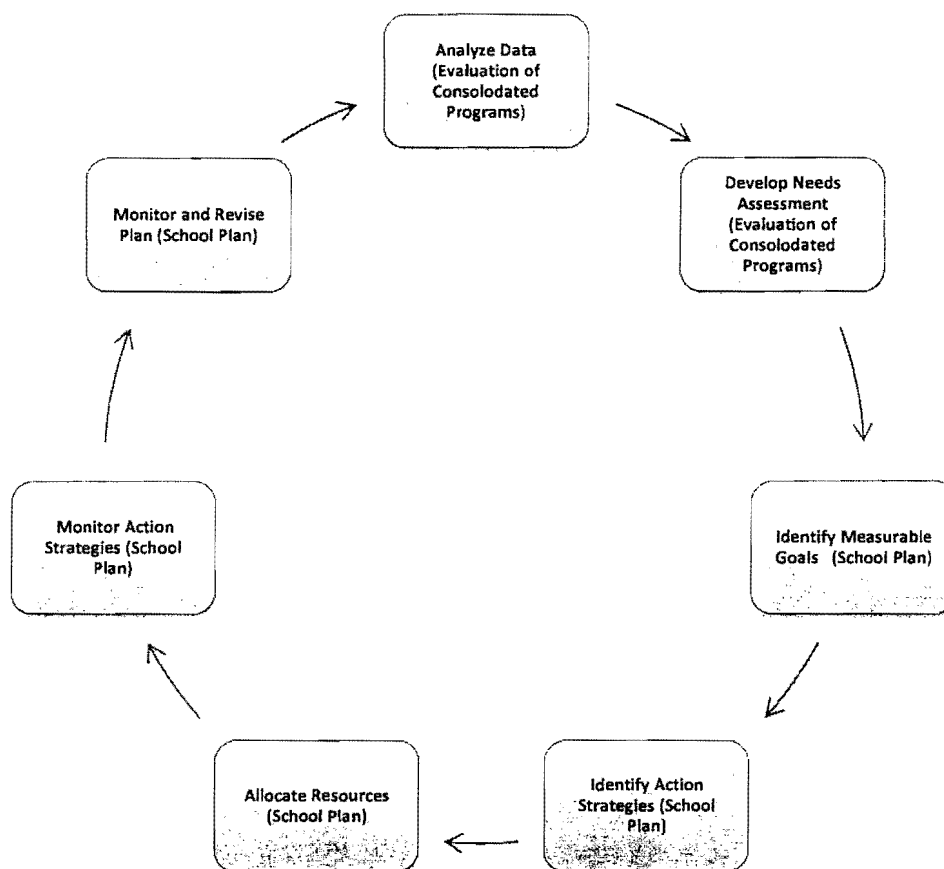 Analyze Data
(Evaluation of
Consolodated
Programs)
Develop Needs
Assessment
(Evaluation of
Consolodated
Programs)
Identify Measurable
Goals (School Plan)
Identify Action
Strategies (School
Plan)
Allocate Resources
(School Plan)
Monitor Action
Strategies (School
Plan)
Monitor and Revise
Plan (School Plan)